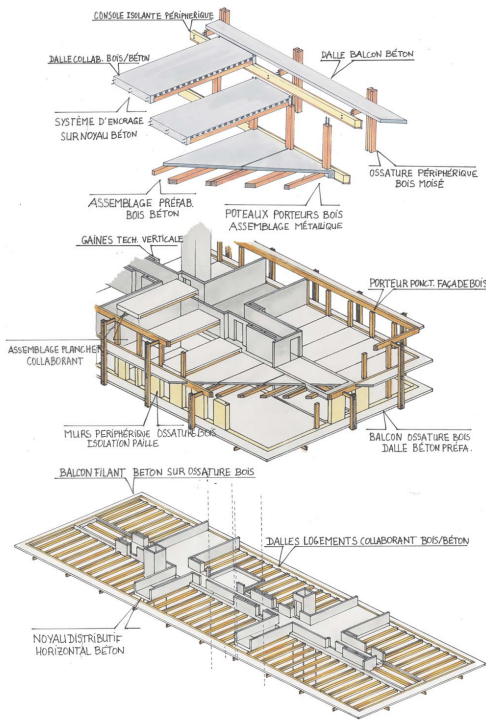 CONSOLE ISOLANTE PÉRIPHERIQUE
DALLE COLLAB. BOIS/BÉTON
DALLE BALCON BÉTON
SYSTÈME D'ENCRAGE
SUR NOYAU BÉTON
OSSATURE PÉRIPHÉRIQUE
BOIS MOISÉ
ASSEMBLAGE PRÉFAB.
BOIS BÉTON
POTEAUX PORTEURS BOIS
ASSEMBLAGE MÉTALLIQUE
GAINES TECH. VERTICALE
PORTEUR PONCT. FAÇADE BOIS
ASSEMBLAGE PLANCHER
COLLABORANT
MURS PERIPHÉRIQUE OSSATURE BOIS
ISOLATION PAILLE
BALCON OSSATURE BOIS
DALLE BÉTON PRÉFA.
BALCON FILANT BETON SUR OSSATURE BOIS
DALLES LOGEMENTS COLLABORANT BOIS/BÉTON
NOYAU DISTRIBUTIF
HORIZONTAL BÉTON